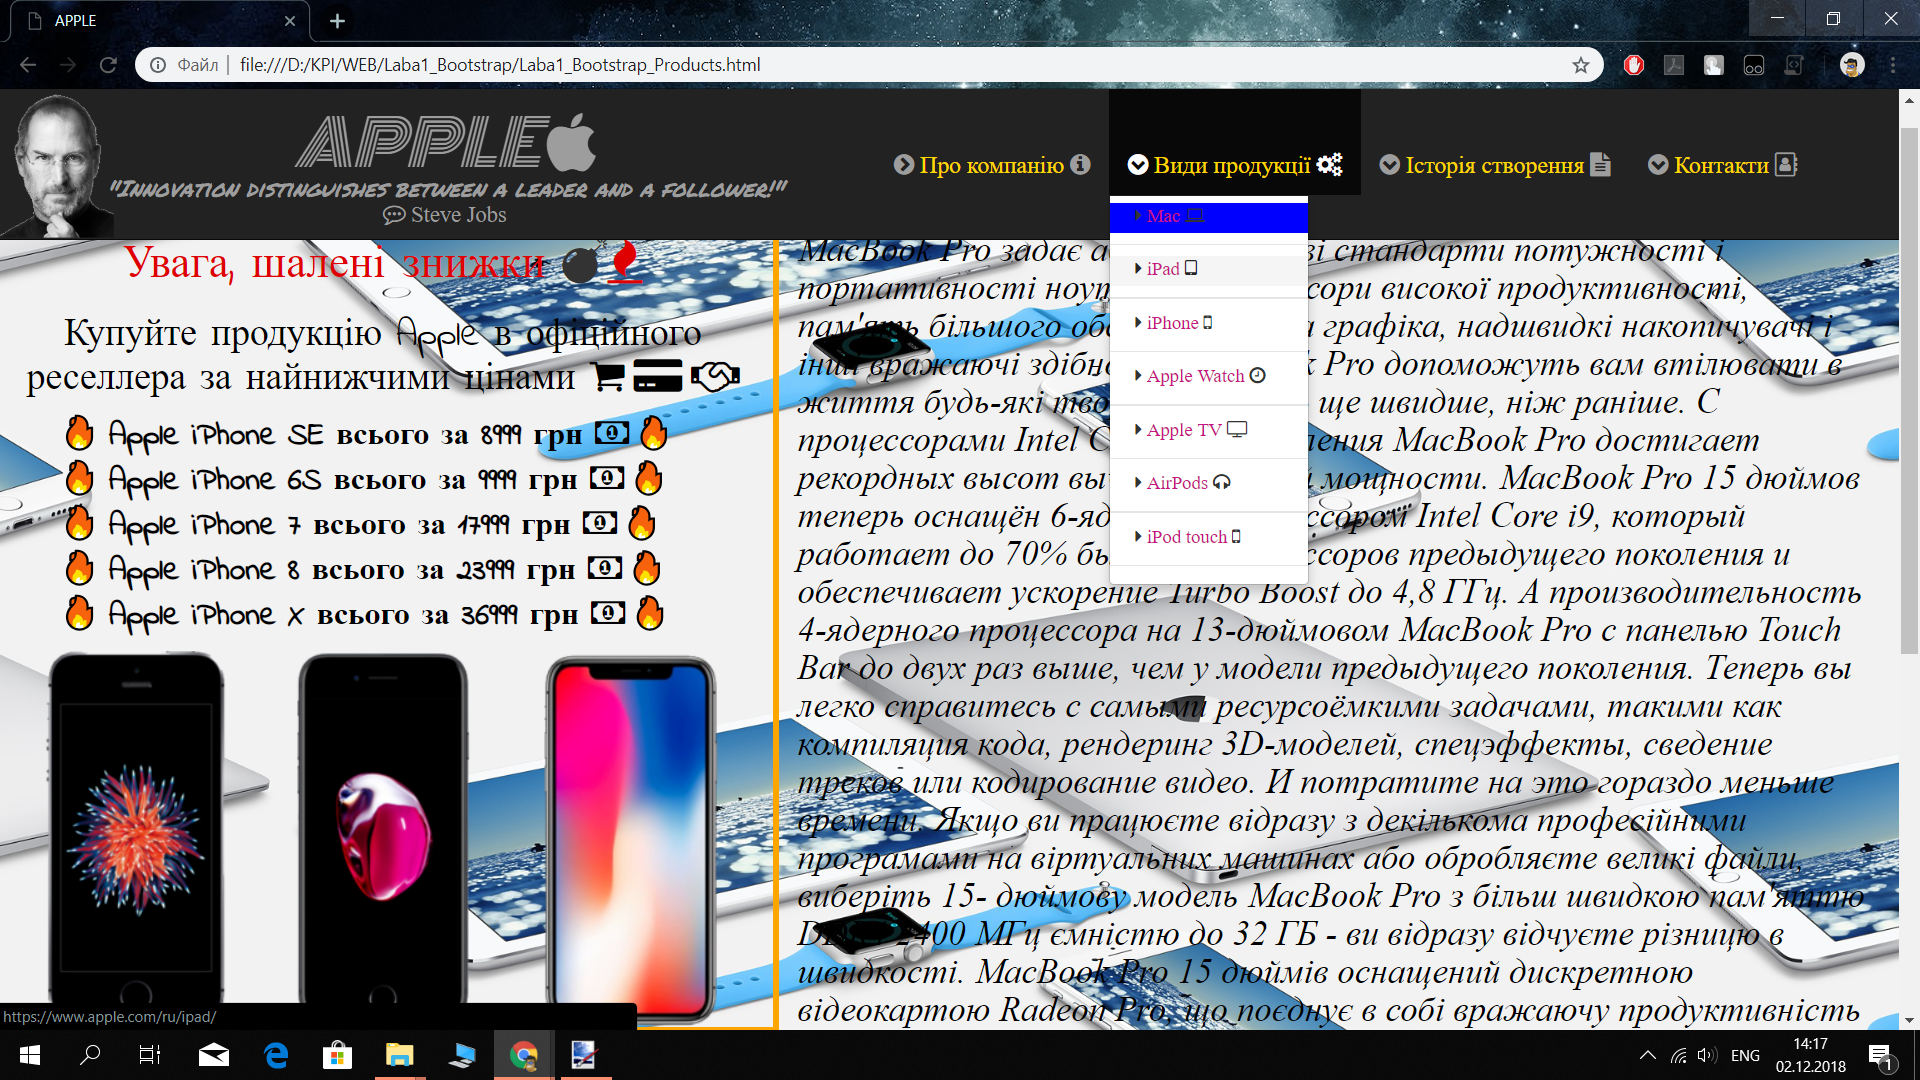 APPLE
Файл
file:///D:/KPI/WEB/Laba1_Bootstrap/Laba1_Bootstrap_Products.html
APPLE
"Innovation distinguishes between a leader and a follower!"
Steve Jobs
Про компанію
Види продукції
Історія створення
Контакти
Mac
iPad
iPhone
Apple Watch
Apple TV
AirPods
iPod touch
Увага, шалені знижки
Купуйте продукцію Apple в офіційного
реселлера за найнижчими цінами
Apple iPhone SE всього за 8999 грн
Apple iPhone 6S всього за 9999 грн
Apple iPhone 7 всього за 17999 грн
Apple iPhone 8 всього за 23999 грн
Apple iPhone X всього за 36999 грн
MacBook Pro задає а ві стандарти потужності і
портативності ноут сори високої продуктивності,
пам'ять більшого об а графіка, надшвидкі накопичувачі і
інші вражаючі здібн k Pro допоможуть вам втілювати в
життя будь-які тво ще швидше, ніж раніше. С
процессорами Intel C ления MacBook Pro достигает
рекордных высот вы й мощности. MacBook Pro 15 дюймов
теперь оснащён 6-яд ссором Intel Core i9, который
работает до 70% бы ссоров предыдущего поколения и
обеспечивает ускорение Turbo Boost до 4,8 ГГц. А производительность
4-ядерного процессора на 13-дюймовом MacBook Pro с панелью Touch
Bar до двух раз выше, чем у модели предыдущего поколения. Теперь вы
легко справитесь с самыми ресурсоёмкими задачами, такими как
компиляция кода, рендеринг 3D-моделей, спецэффекты, сведение
треков или кодирование видео. И потратите на это гораздо меньше
времени. Якщо ви працюєте відразу з декількома професійними
програмами на віртуальних машинах або обробляєте великі файли,
виберіть 15- дюймову модель MacBook Pro з більш швидкою пам'яттю
2400 МГц ємністю до 32 ГБ - ви відразу відчуєте різницю в
швидкості. MacBook Pro 15 дюймів оснащений дискретною
відеокартою Radeon Pro, що поєднує в собі вражаючу продуктивність
https://www.apple.com/ru/ipad/
ENG
14:17
02.12.2018
1